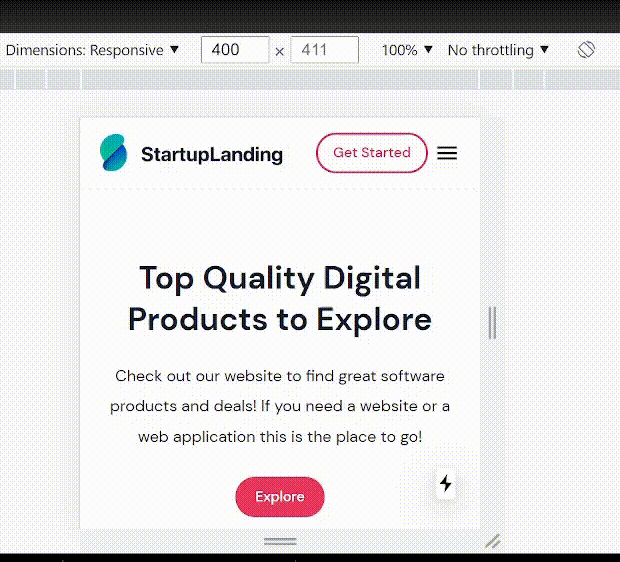 Dimensions: Responsive ▼ 400 × 411 100% ▼ No throttling ▼
StartupLanding Get Started
Top Quality Digital
Products to Explore
Check out our website to find great software
products and deals! If you need a website or a
web application this is the place to go!
Explore